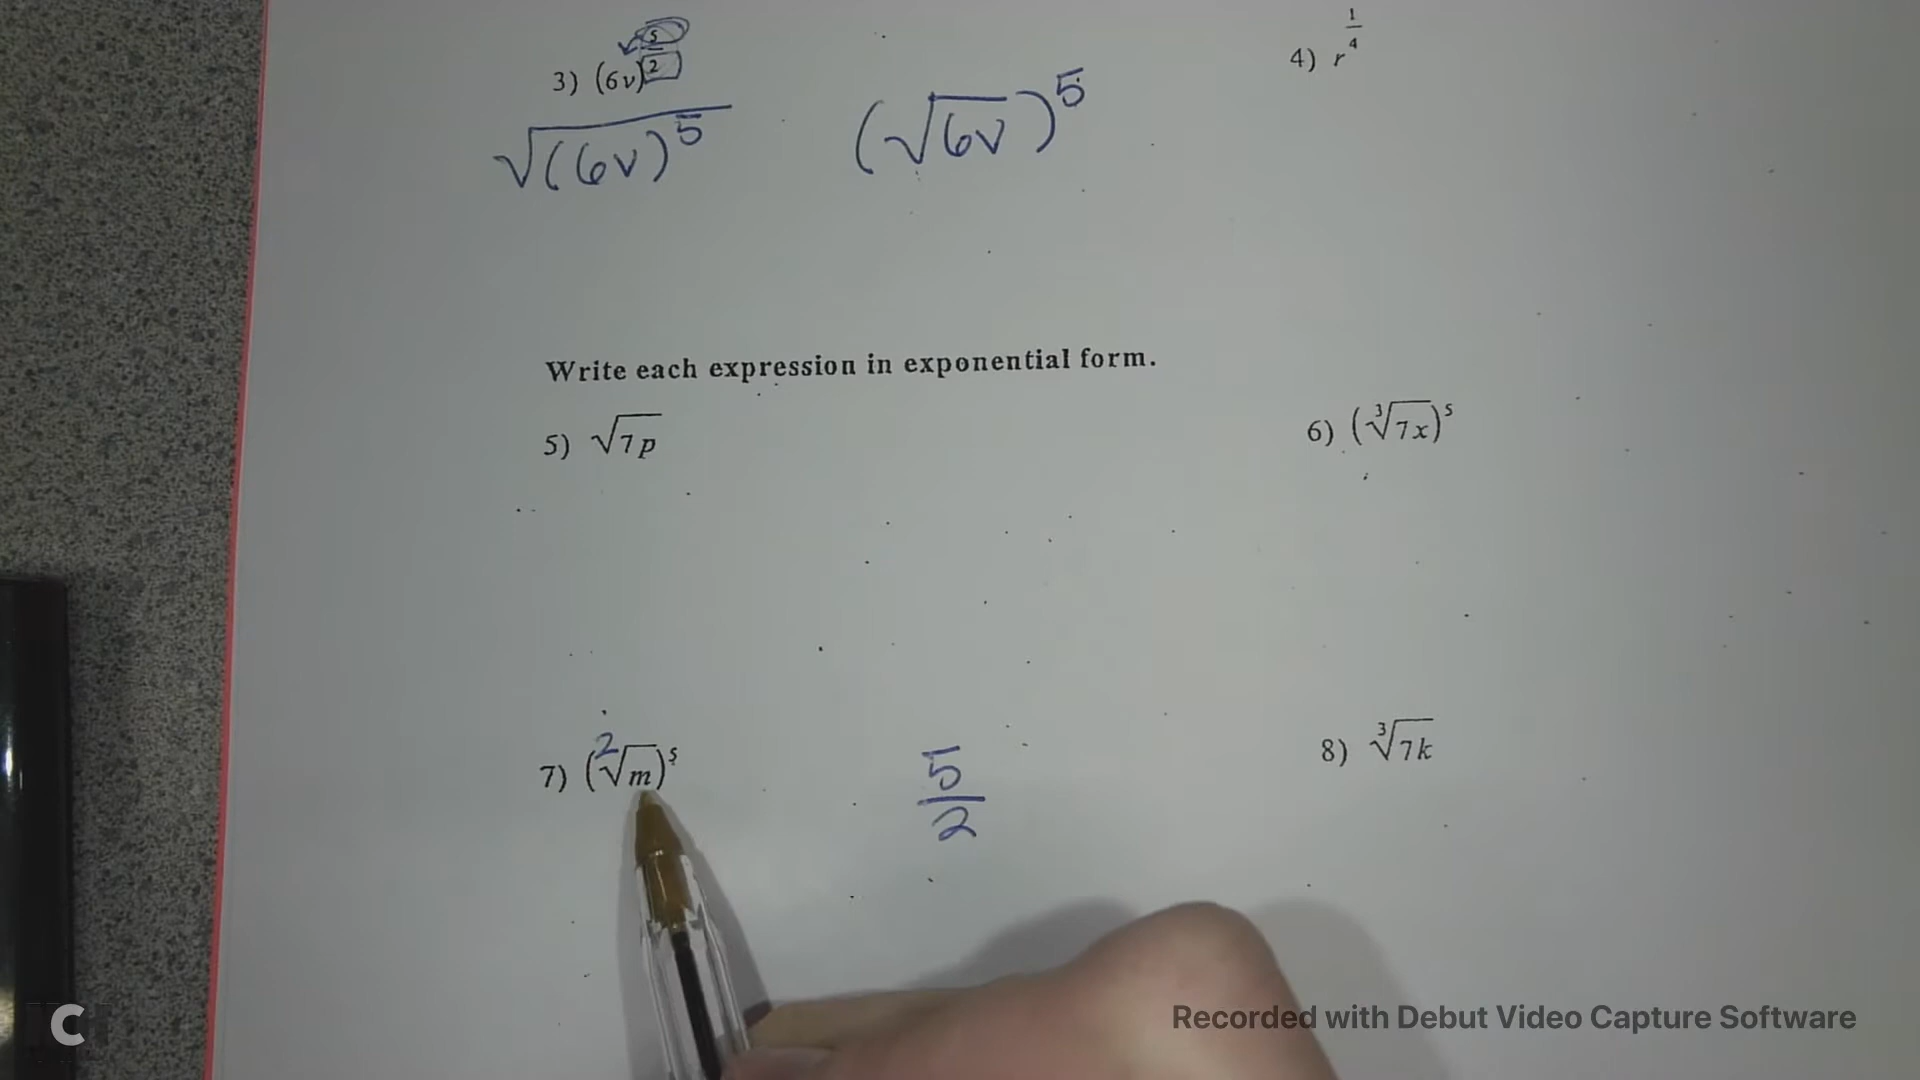 3) (6v)^(5/2)
4) r^(1/4)
√(6v)^5 (√6v)^5
Write each expression in exponential form.
5) √7p
6) (∛7x)^5
7) (²√m)^5
5/2
8) ∛7k
C
Recorded with Debut Video Capture Software